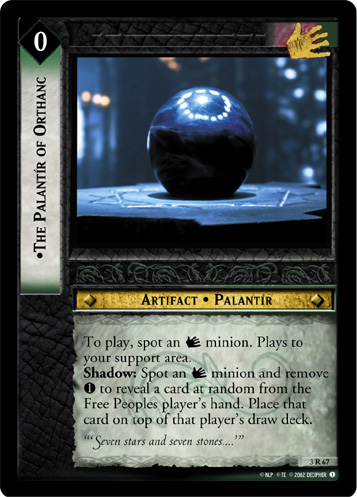 0
•The Palantír of Orthanc
Artifact • Palantír
To play, spot an minion. Plays to
your support area.
Shadow: Spot an minion and remove
1 to reveal a card at random from the
Free Peoples player's hand. Place that
card on top of that player's draw deck.
"'Seven stars and seven stones....'"
3 R 67
© NLP ©TE © 2002 DECIPHER 1